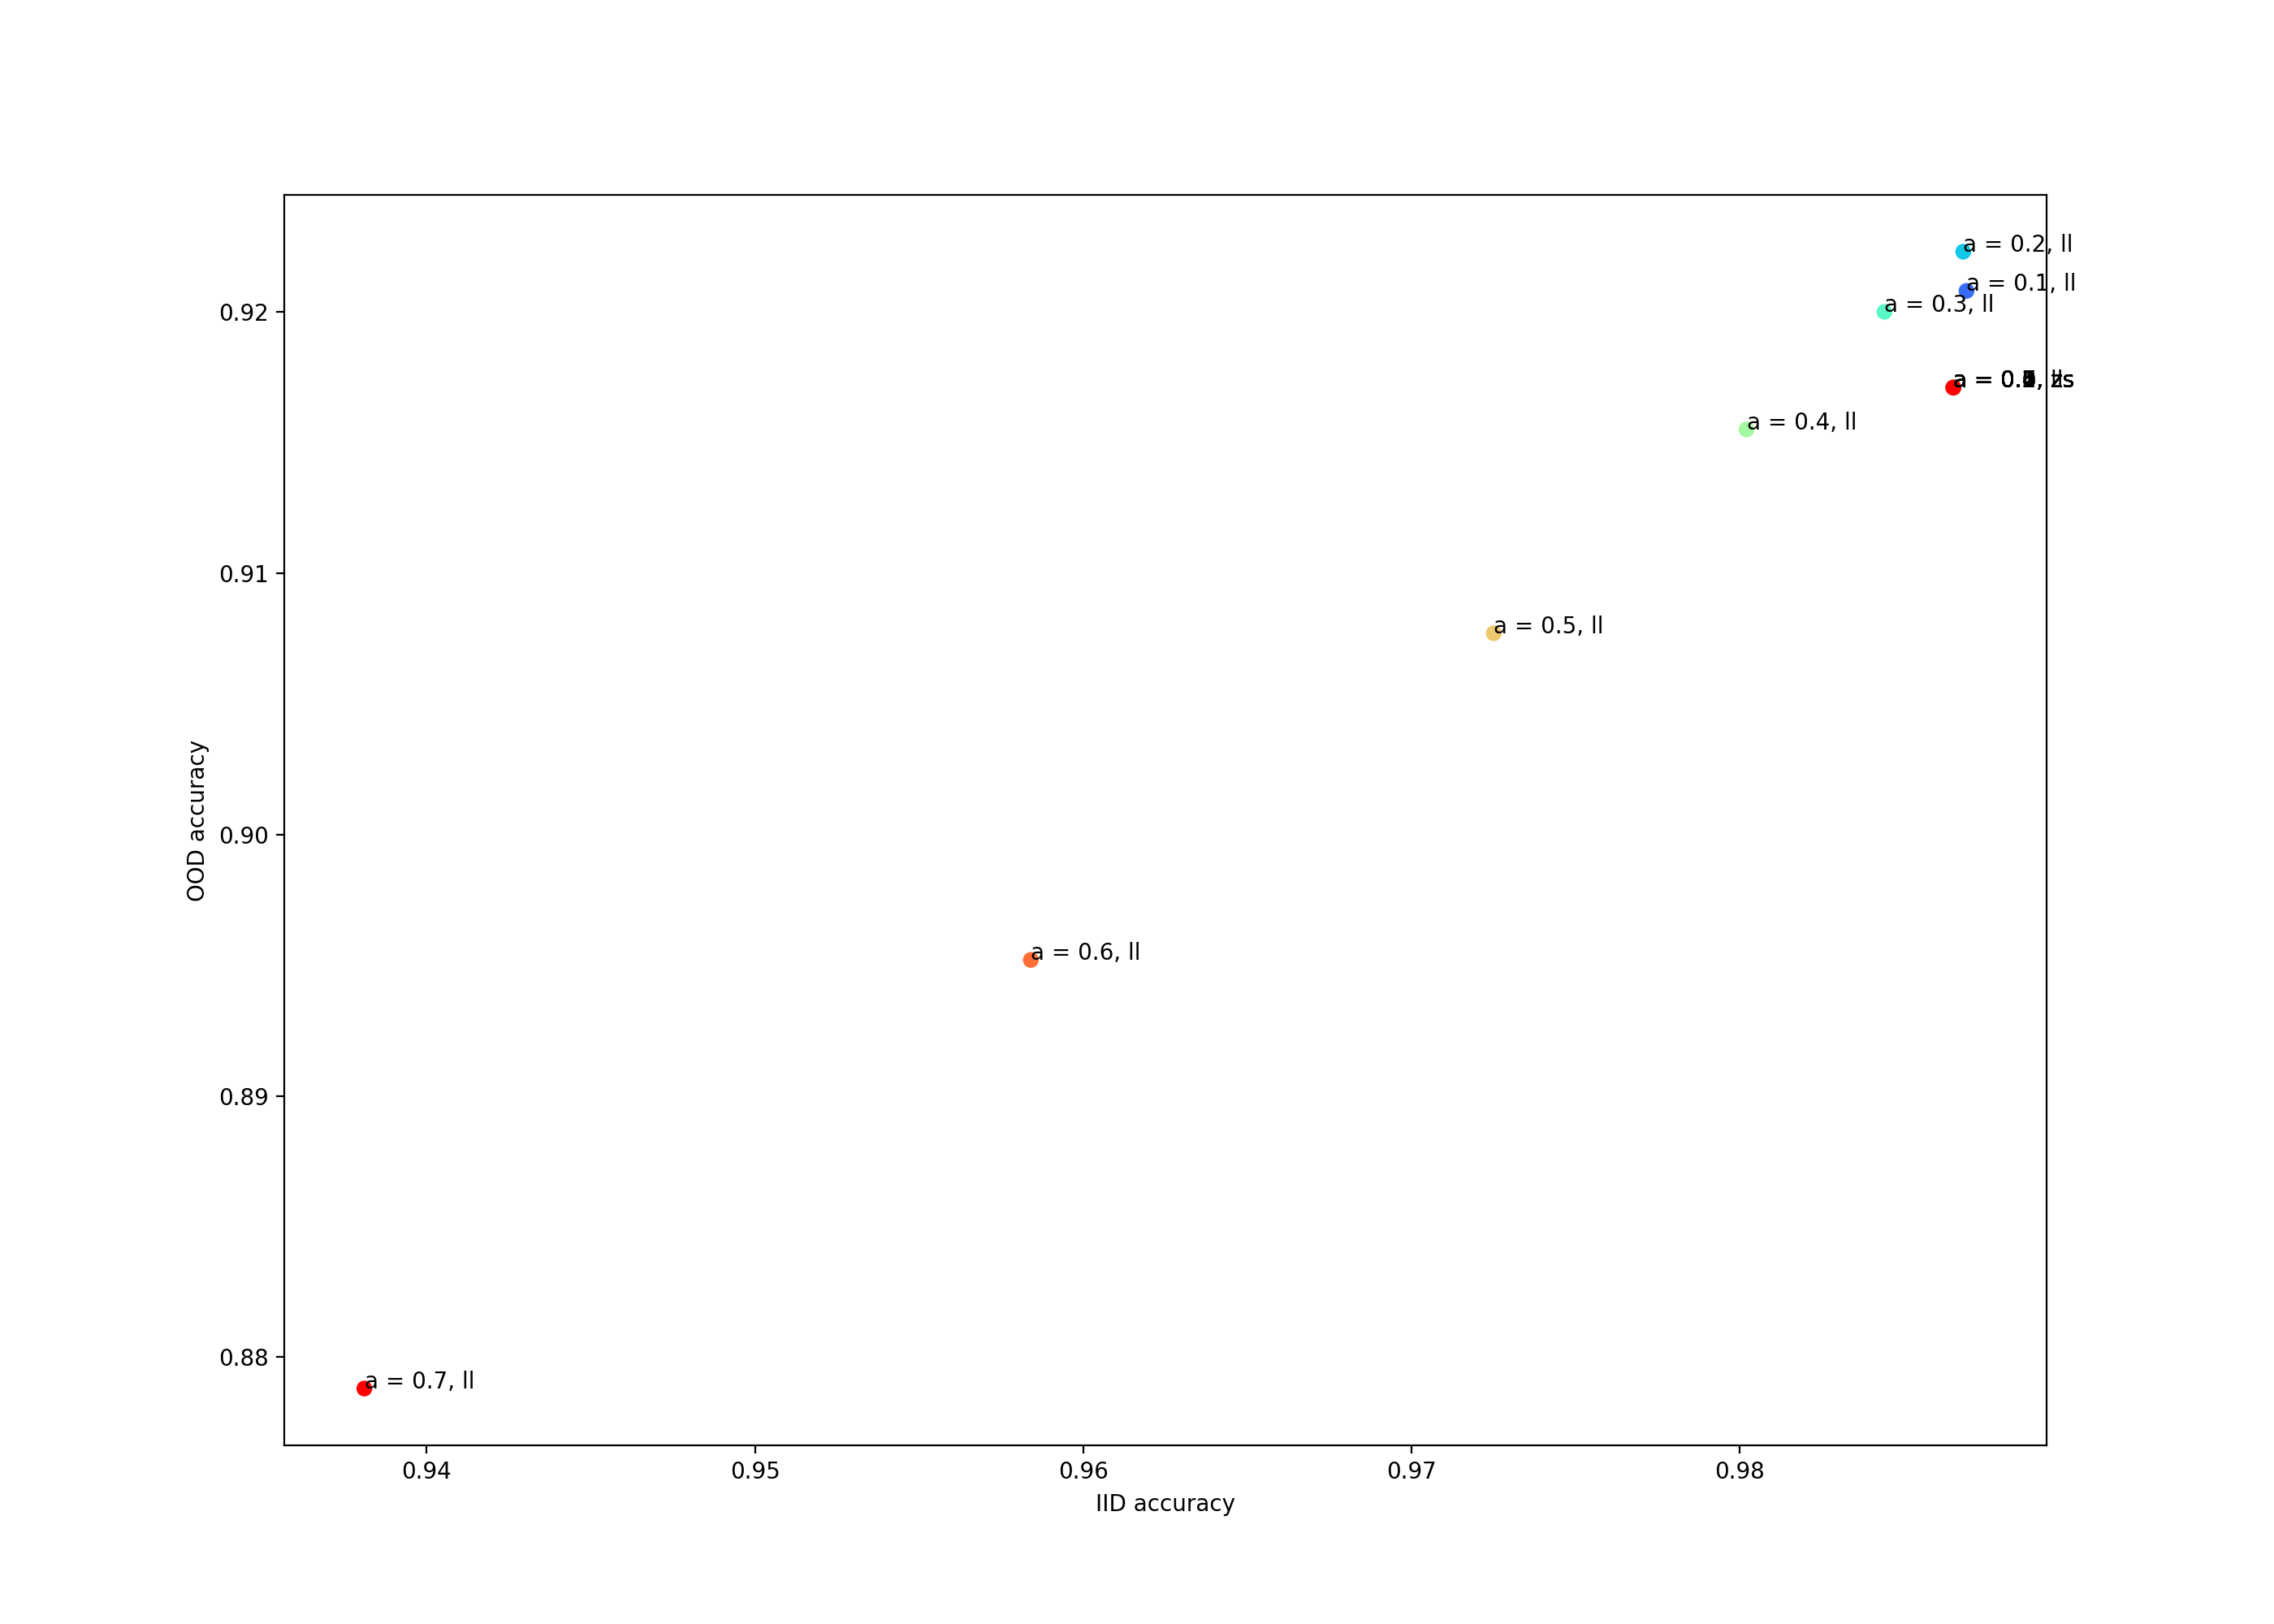 a = 0.2, ll
a = 0.1, ll
a = 0.3, ll
0.92
a = 0.4, ll
0.91
a = 0.5, ll
OOD accuracy
0.90
a = 0.6, ll
0.89
0.88
a = 0.7, ll
0.94 0.95 0.96 0.97 0.98
IID accuracy